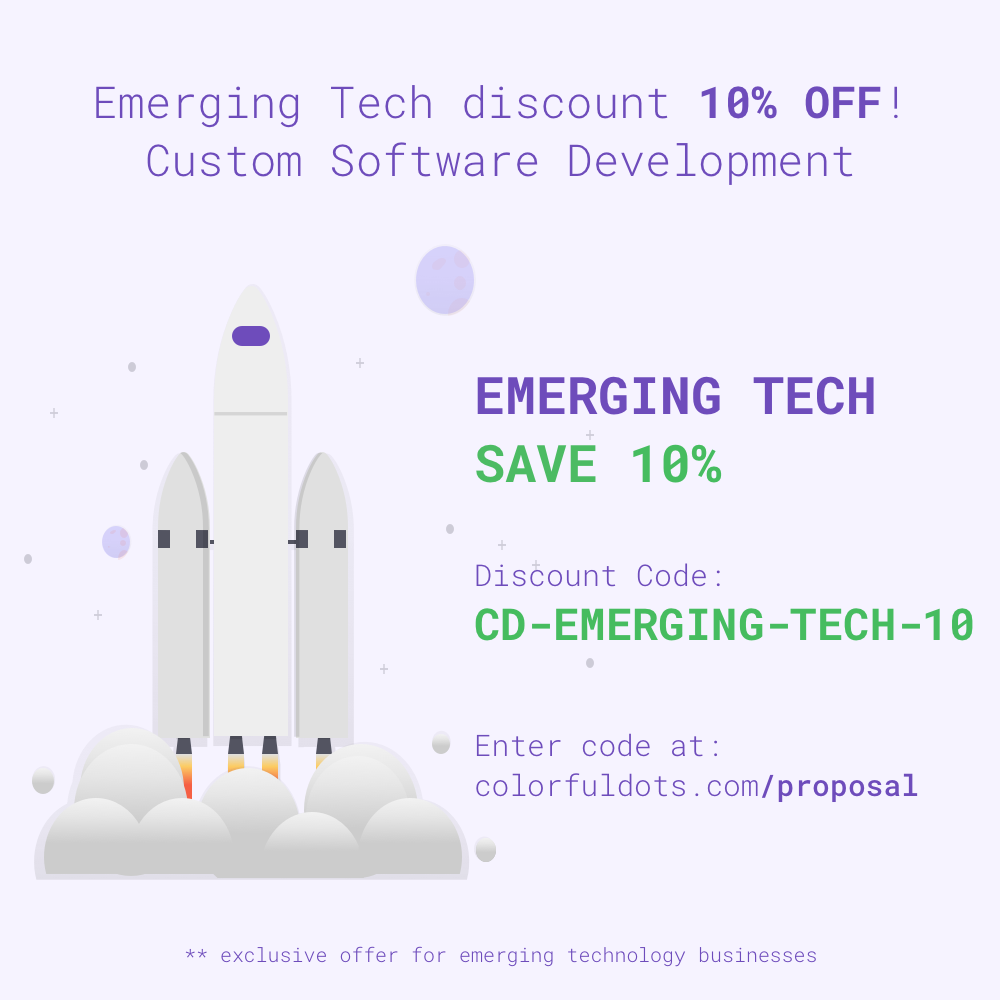 Emerging Tech discount 10% OFF!
Custom Software Development
EMERGING TECH
SAVE 10%
Discount Code:
CD-EMERGING-TECH-10
Enter code at:
colorfuldots.com/proposal
** exclusive offer for emerging technology businesses